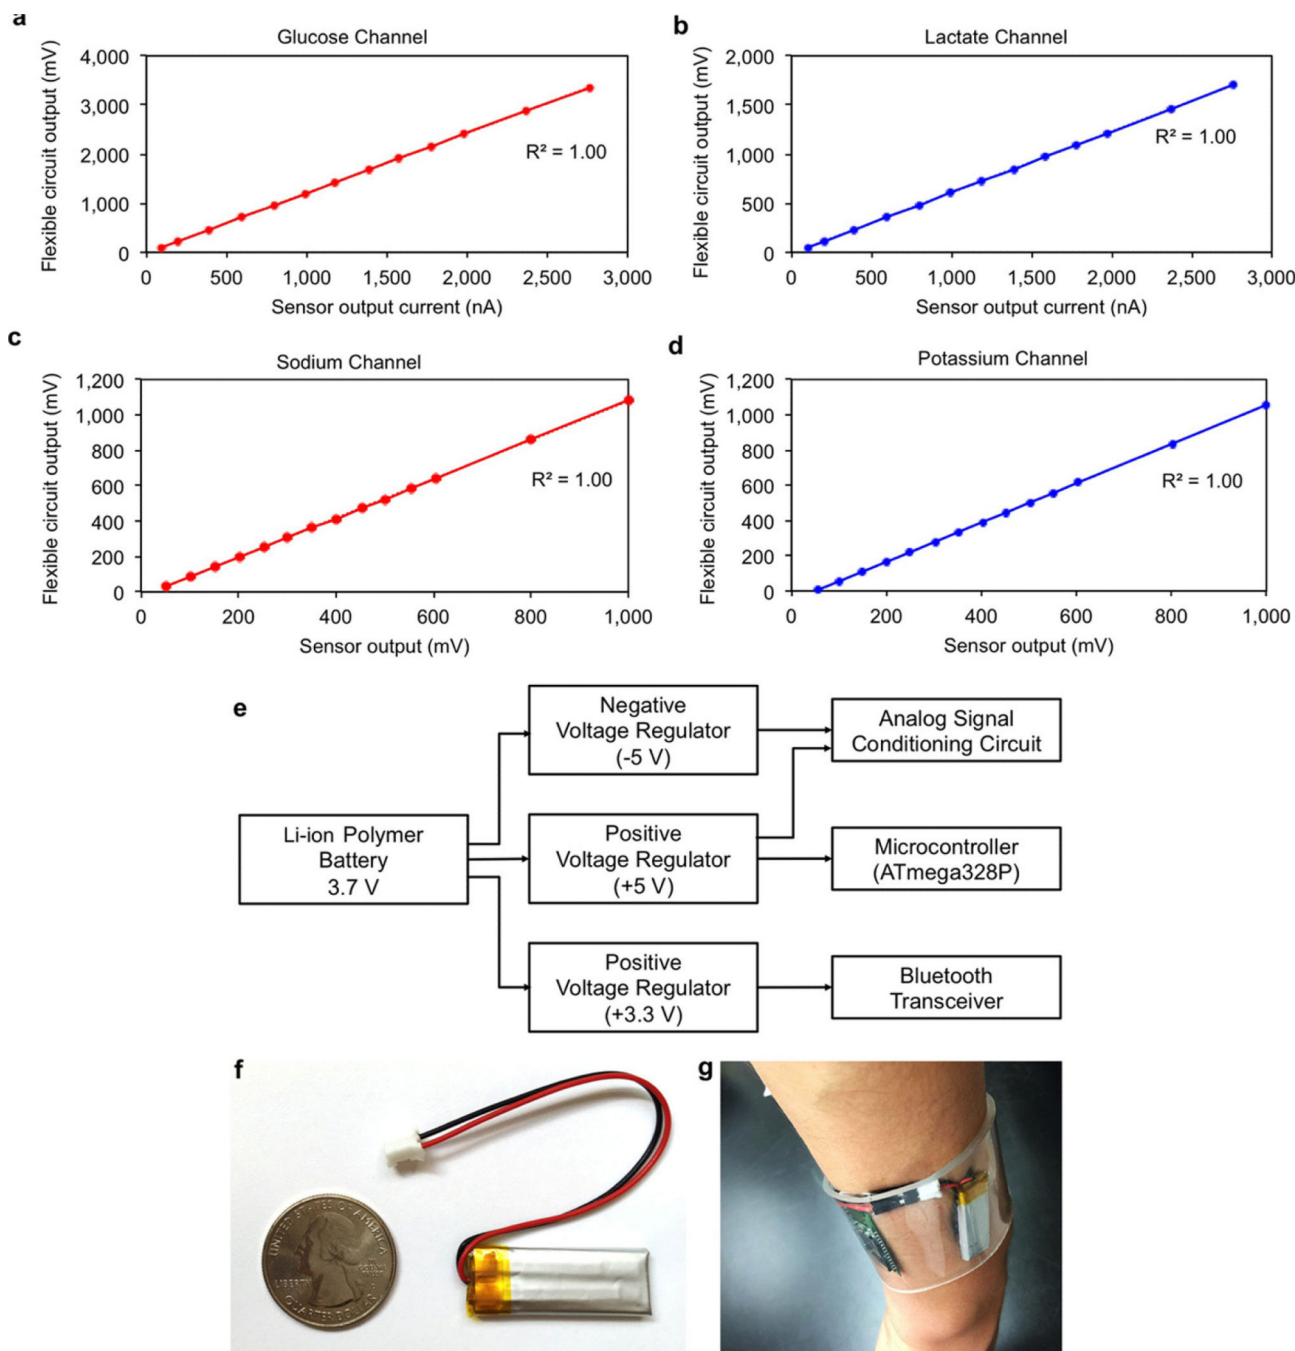 a
Glucose Channel
Flexible circuit output (mV)
4,000
3,000
2,000
1,000
0
R² = 1.00
0 500 1,000 1,500 2,000 2,500 3,000
Sensor output current (nA)
b
Lactate Channel
Flexible circuit output (mV)
2,000
1,500
1,000
500
0
R² = 1.00
0 500 1,000 1,500 2,000 2,500 3,000
Sensor output current (nA)
c
Sodium Channel
Flexible circuit output (mV)
1,200
1,000
800
600
400
200
0
R² = 1.00
0 200 400 600 800 1,000
Sensor output (mV)
d
Potassium Channel
Flexible circuit output (mV)
1,200
1,000
800
600
400
200
0
R² = 1.00
0 200 400 600 800 1,000
Sensor output (mV)
e
Li-ion Polymer
Battery
3.7 V
Negative
Voltage Regulator
(-5 V)
Positive
Voltage Regulator
(+5 V)
Positive
Voltage Regulator
(+3.3 V)
Analog Signal
Conditioning Circuit
Microcontroller
(ATmega328P)
Bluetooth
Transceiver
f
UNITED STATES OF AMERICA
LIBERTY
QUARTER DOLLAR
g